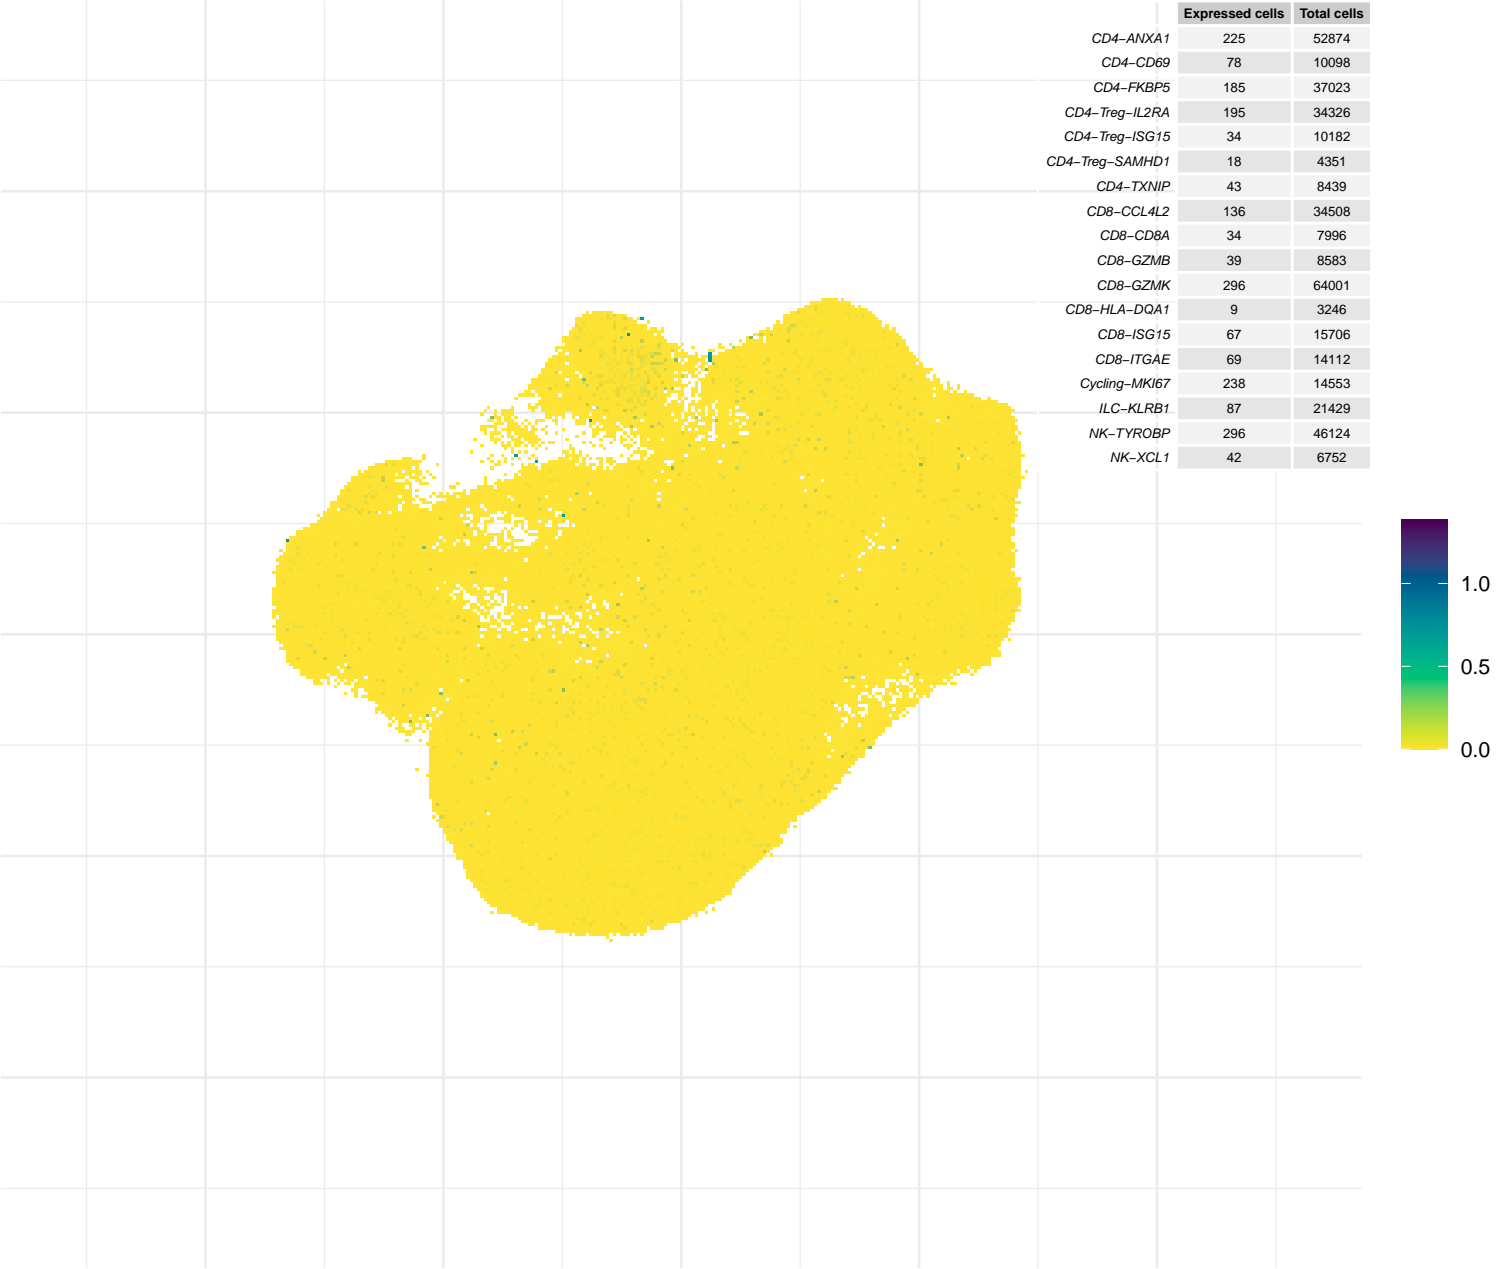 Expressed cells Total cells
CD4−ANXA1 225 52874
CD4−CD69 78 10098
CD4−FKBP5 185 37023
CD4−Treg−IL2RA 195 34326
CD4−Treg−ISG15 34 10182
CD4−Treg−SAMHD1 18 4351
CD4−TXNIP 43 8439
CD8−CCL4L2 136 34508
CD8−CD8A 34 7996
CD8−GZMB 39 8583
CD8−GZMK 296 64001
CD8−HLA−DQA1 9 3246
CD8−ISG15 67 15706
CD8−ITGAE 69 14112
Cycling−MKI67 238 14553
ILC−KLRB1 87 21429
NK−TYROBP 296 46124
NK−XCL1 42 6752
1.0
0.5
0.0